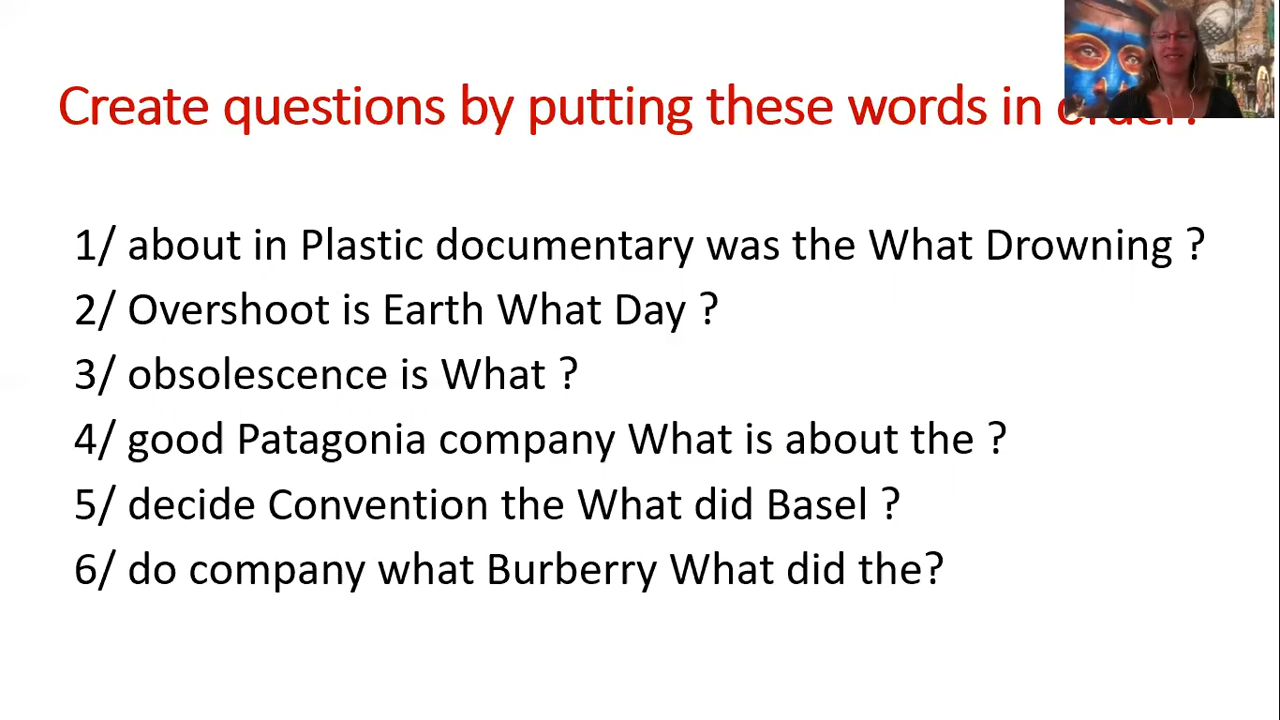 Create questions by putting these words in
1/ about in Plastic documentary was the What Drowning ?
2/ Overshoot is Earth What Day ?
3/ obsolescence is What ?
4/ good Patagonia company What is about the ?
5/ decide Convention the What did Basel ?
6/ do company what Burberry What did the?